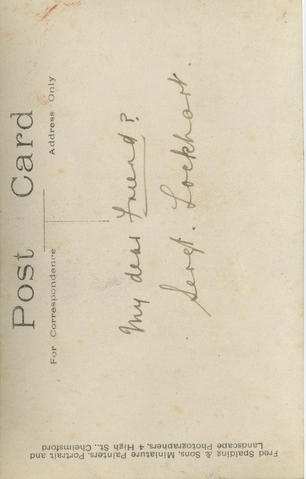 Post Card
For Correspondence
Address Only
My dear Friend?
Sergt. Lockhart.
Fred Spalding & Sons, Miniature Painters, Portrait and
Landscape Photographers, 4 High St., Chelmsford